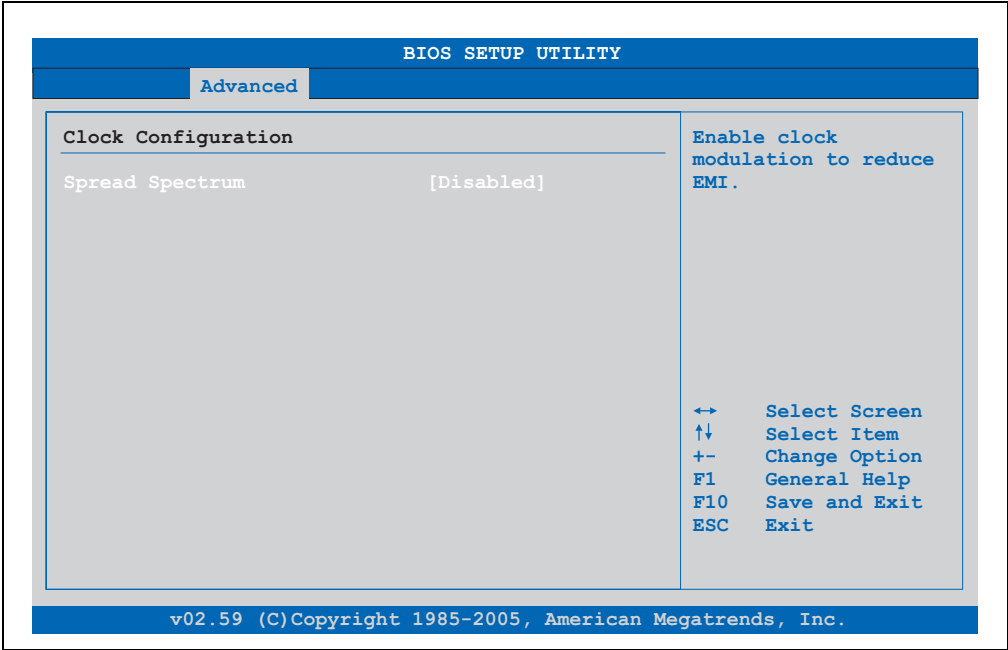 BIOS SETUP UTILITY
Advanced
Clock Configuration
Spread Spectrum [Disabled]
Enable clock
modulation to reduce
EMI.
↔ Select Screen
↑↓ Select Item
+- Change Option
F1 General Help
F10 Save and Exit
ESC Exit
v02.59 (C)Copyright 1985-2005, American Megatrends, Inc.